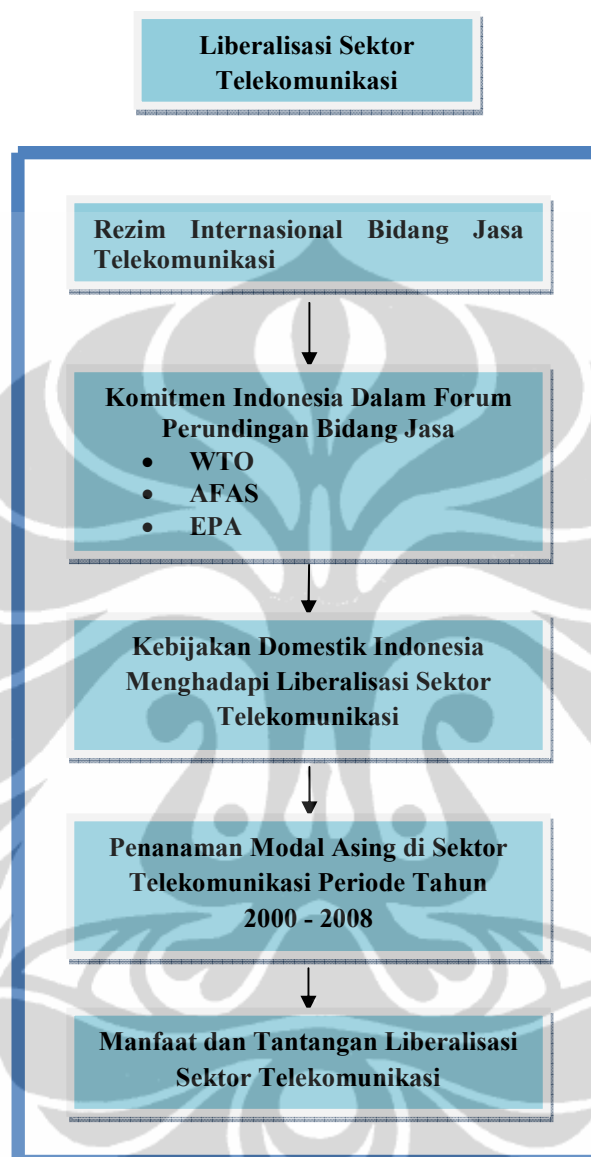 Liberalisasi Sektor
Telekomunikasi
Rezim Internasional Bidang Jasa
Telekomunikasi
Komitmen Indonesia Dalam Forum
Perundingan Bidang Jasa
• WTO
• AFAS
• EPA
Kebijakan Domestik Indonesia
Menghadapi Liberalisasi Sektor
Telekomunikasi
Penanaman Modal Asing di Sektor
Telekomunikasi Periode Tahun
2000 - 2008
Manfaat dan Tantangan Liberalisasi
Sektor Telekomunikasi